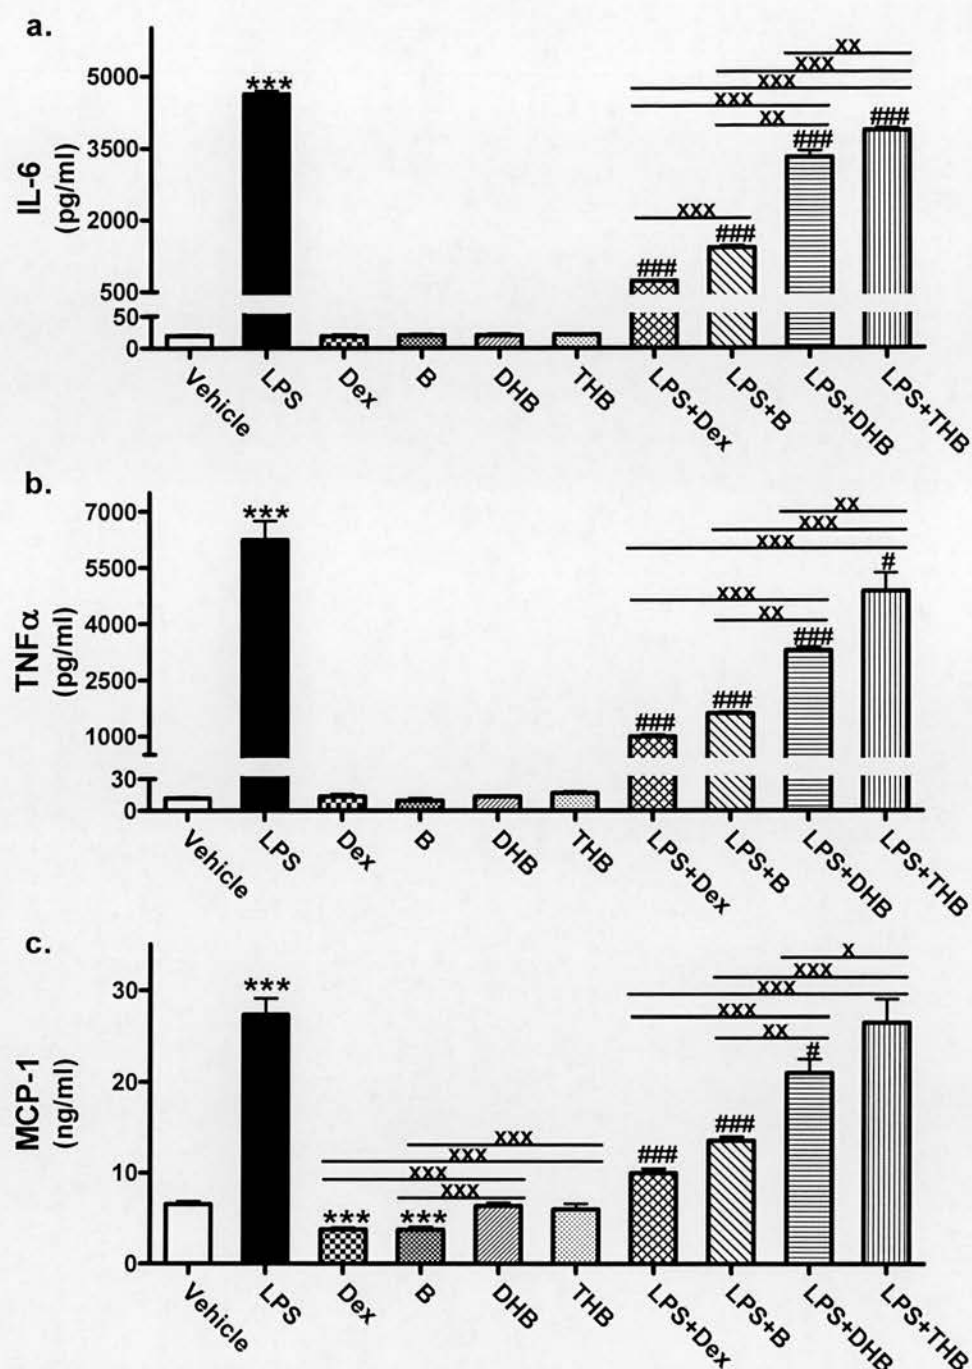 a.
IL-6
(pg/ml)
5000
3500
2000
500
50
0
***
###
###
###
###
xxx
xx
xxx
xxx
xxx
xx
Vehicle
LPS
Dex
B
DHB
THB
LPS+Dex
LPS+B
LPS+DHB
LPS+THB
b.
TNFα
(pg/ml)
7000
5500
4000
2500
1000
30
0
***
###
###
###
#
xx
xxx
xxx
xxx
xx
Vehicle
LPS
Dex
B
DHB
THB
LPS+Dex
LPS+B
LPS+DHB
LPS+THB
c.
MCP-1
(ng/ml)
30
20
10
0
***
***
***
xxx
xxx
xxx
xxx
###
###
#
x
xxx
xxx
xxx
xx
Vehicle
LPS
Dex
B
DHB
THB
LPS+Dex
LPS+B
LPS+DHB
LPS+THB